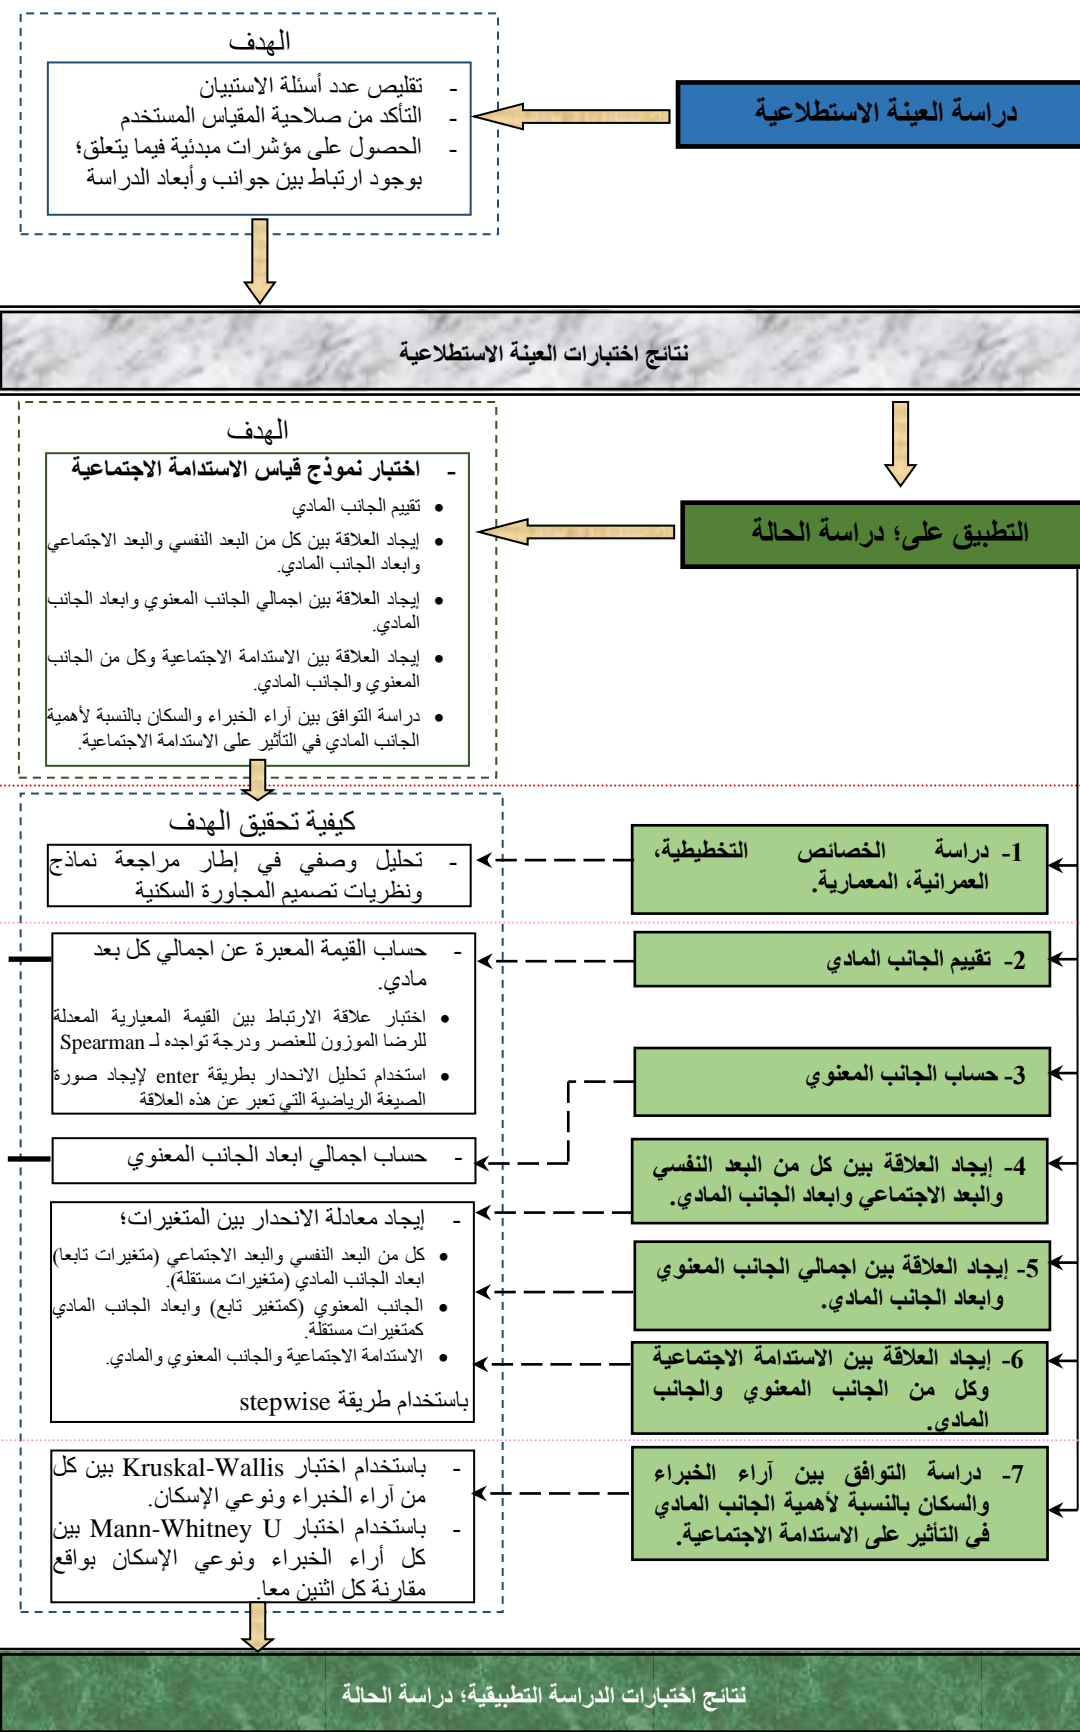 الهدف
دراسة العينة الاستطلاعية
- تقليص عدد أسئلة الاستبيان
- التأكد من صلاحية المقياس المستخدم
- الحصول على مؤشرات مبدئية فيما يتعلق؛
بوجود ارتباط بين جوانب وأبعاد الدراسة
نتائج اختبارات العينة الاستطلاعية
الهدف
التطبيق على؛ دراسة الحالة
- اختبار نموذج قياس الاستدامة الاجتماعية
• تقييم الجانب المادي
• إيجاد العلاقة بين كل من البعد النفسي والبعد الاجتماعي
وابعاد الجانب المادي.
• إيجاد العلاقة بين اجمالي الجانب المعنوي وابعاد الجانب
المادي.
• إيجاد العلاقة بين الاستدامة الاجتماعية وكل من الجانب
المعنوي والجانب المادي.
• دراسة التوافق بين آراء الخبراء والسكان بالنسبة لأهمية
الجانب المادي في التأثير على الاستدامة الاجتماعية.
كيفية تحقيق الهدف
1- دراسة الخصائص التخطيطية،
العمرانية، المعمارية.
- تحليل وصفي في إطار مراجعة نماذج
ونظريات تصميم المجاورة السكنية
2- تقييم الجانب المادي
- حساب القيمة المعبرة عن اجمالي كل بعد
مادي.
• اختبار علاقة الارتباط بين القيمة المعيارية المعدلة
للرضا الموزون للعنصر ودرجة تواجده لـ Spearman
• استخدام تحليل الانحدار بطريقة enter لإيجاد صورة
الصيغة الرياضية التي تعبر عن هذه العلاقة
3- حساب الجانب المعنوي
- حساب اجمالي ابعاد الجانب المعنوي
4- إيجاد العلاقة بين كل من البعد النفسي
والبعد الاجتماعي وابعاد الجانب المادي.
5- إيجاد العلاقة بين اجمالي الجانب المعنوي
وابعاد الجانب المادي.
6- إيجاد العلاقة بين الاستدامة الاجتماعية
وكل من الجانب المعنوي والجانب
المادي.
- إيجاد معادلة الانحدار بين المتغيرات؛
• كل من البعد النفسي والبعد الاجتماعي (متغيرات تابعا)
ابعاد الجانب المادي (متغيرات مستقلة).
• الجانب المعنوي (كمتغير تابع) وابعاد الجانب المادي
كمتغيرات مستقلة.
• الاستدامة الاجتماعية والجانب المعنوي والمادي.
باستخدام طريقة stepwise
7- دراسة التوافق بين آراء الخبراء
والسكان بالنسبة لأهمية الجانب المادي
في التأثير على الاستدامة الاجتماعية.
- باستخدام اختبار Kruskal-Wallis بين كل
من آراء الخبراء ونوعي الإسكان.
- باستخدام اختبار Mann-Whitney U بين
كل أراء الخبراء ونوعي الإسكان بواقع
مقارنة كل اثنين معا.
نتائج اختبارات الدراسة التطبيقية؛ دراسة الحالة